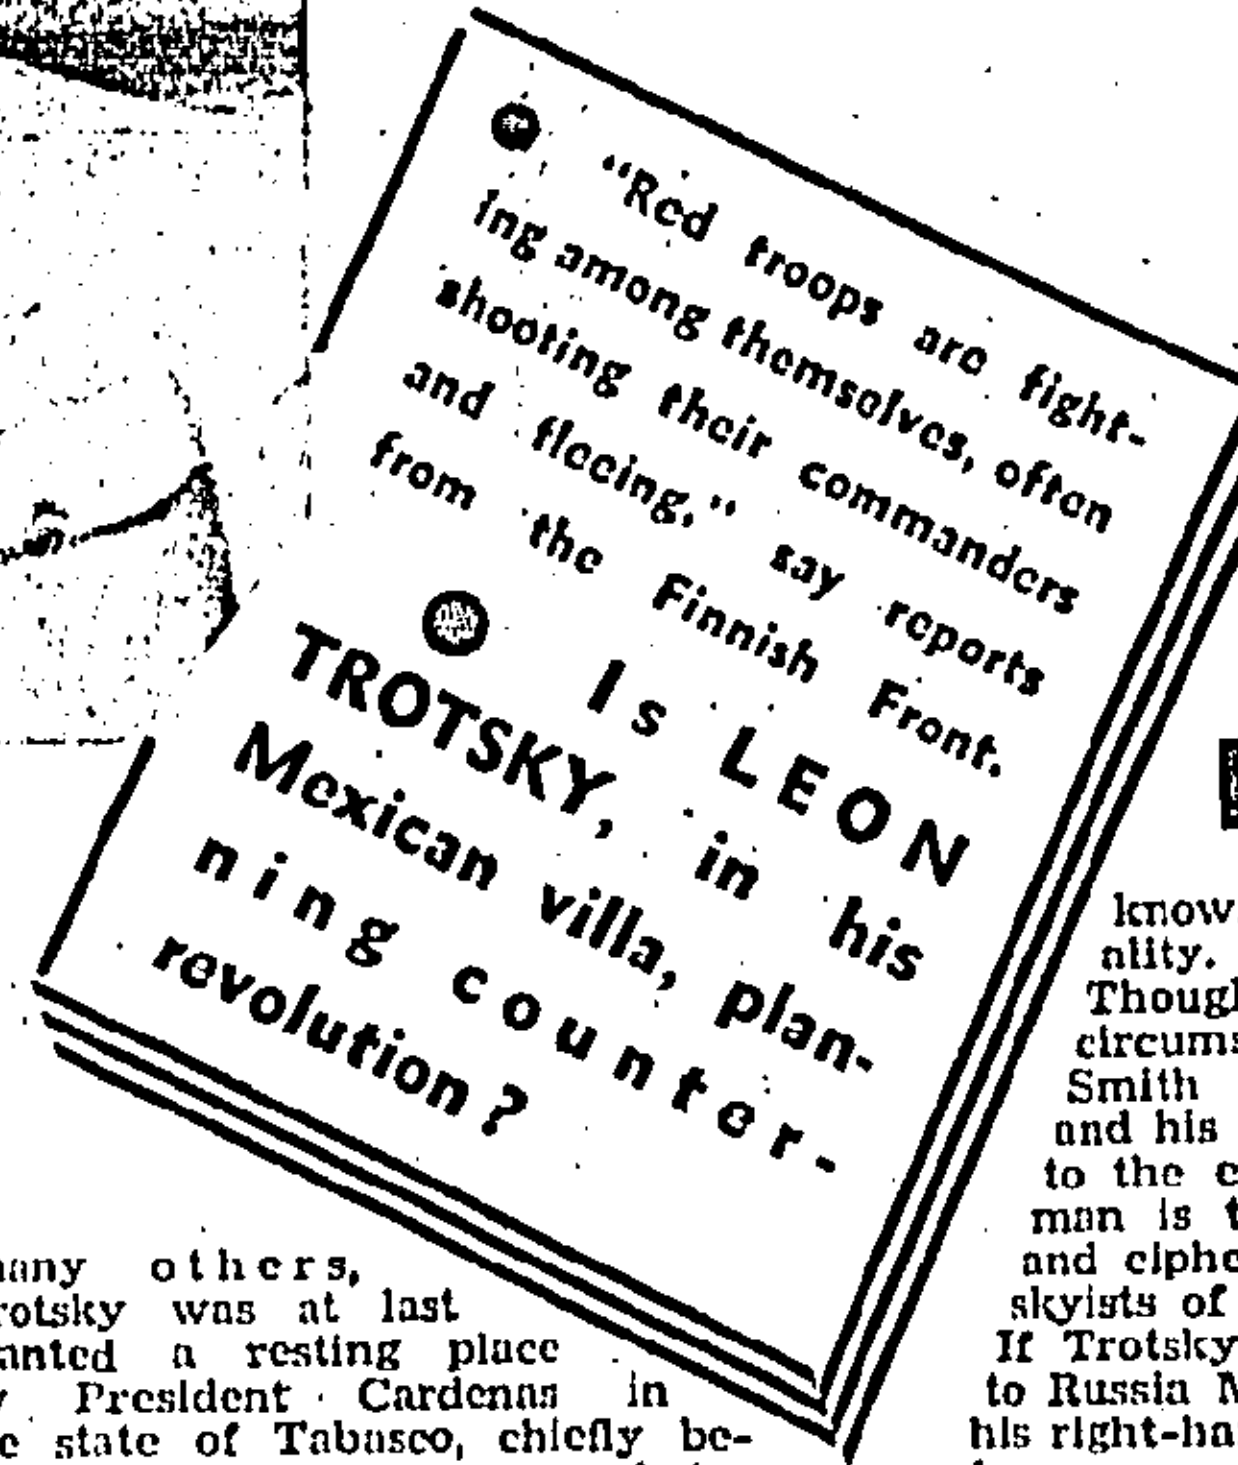 "Red troops are fight-
ing among themselves, often
shooting their commanders
and fleeing," say reports
from the Finnish Front.
Is LEON
TROTSKY, in his
Mexican villa, plan-
ning counter-
revolution?
others,
was at last
a resting place
President Cardenas in
state of Tabasco, chiefly be-
know
ality.
Though
circums
Smith
and his
to the
man is
and ciphe
skyists of
If Trotsky
to Russia
his right-ha